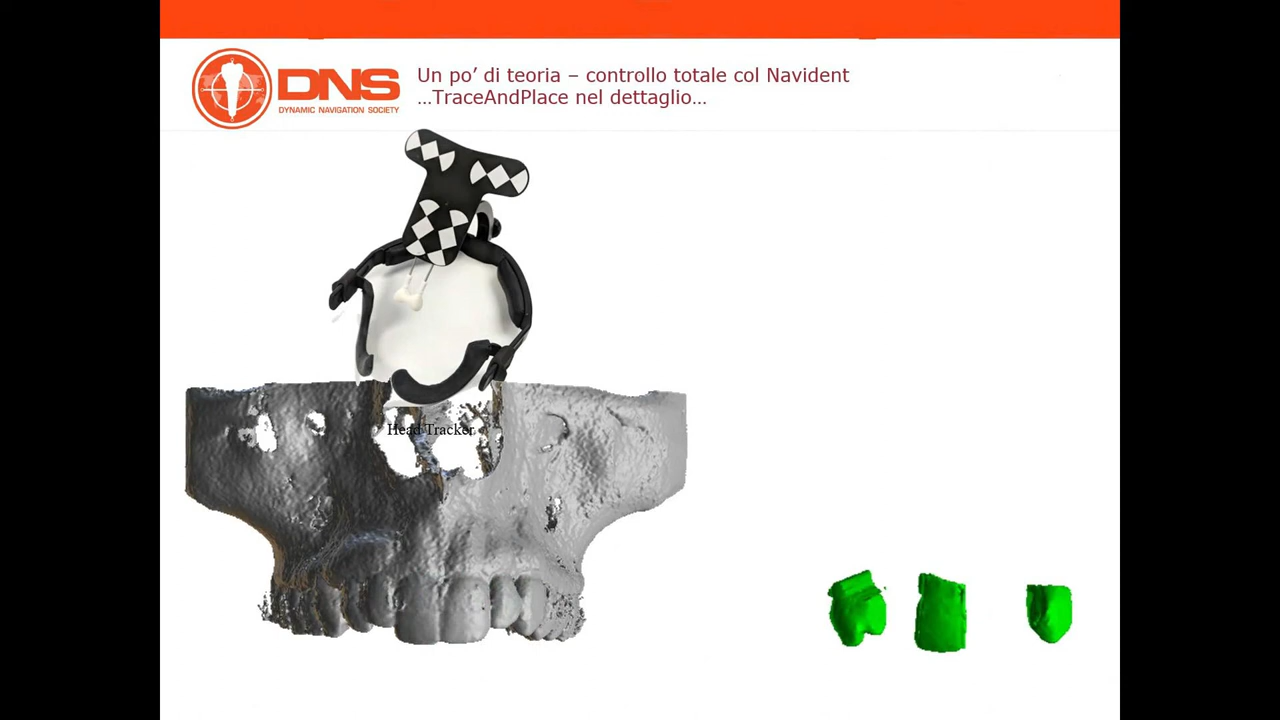 DNS
DYNAMIC NAVIGATION SOCIETY
Un po’ di teoria – controllo totale col Navident
…TraceAndPlace nel dettaglio…
Head Tracker